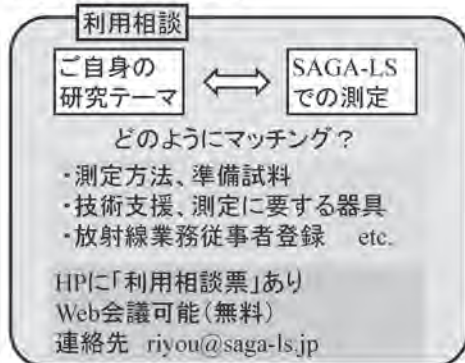 利用相談
ご自身の
研究テーマ
SAGA-LS
での測定
どのようにマッチング？
・測定方法、準備試料
・技術支援、測定に要する器具
・放射線業務従事者登録 etc.
HPに「利用相談票」あり
Web会議可能（無料）
連絡先 riyou@saga-ls.jp